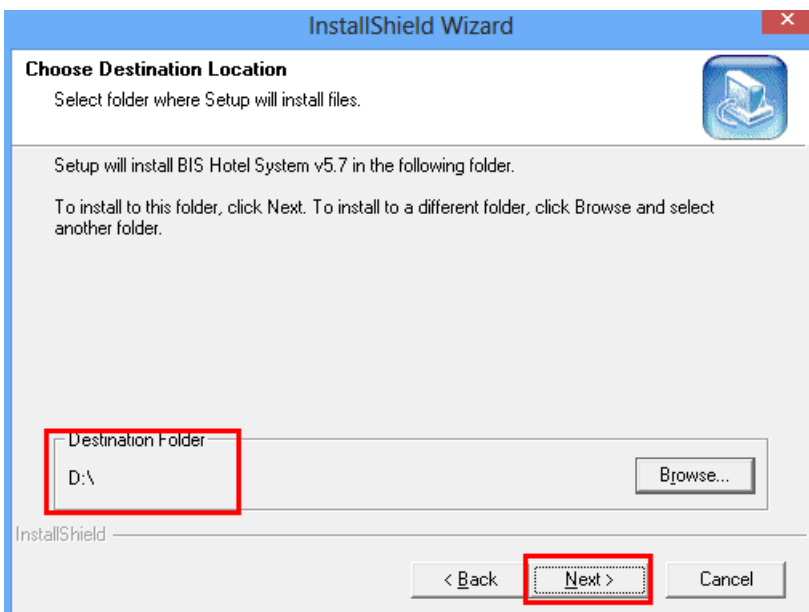 InstallShield Wizard
Choose Destination Location
Select folder where Setup will install files.
Setup will install BIS Hotel System v5.7 in the following folder.
To install to this folder, click Next. To install to a different folder, click Browse and select
another folder.
Destination Folder
D:\
Browse...
InstallShield
< Back
Next >
Cancel